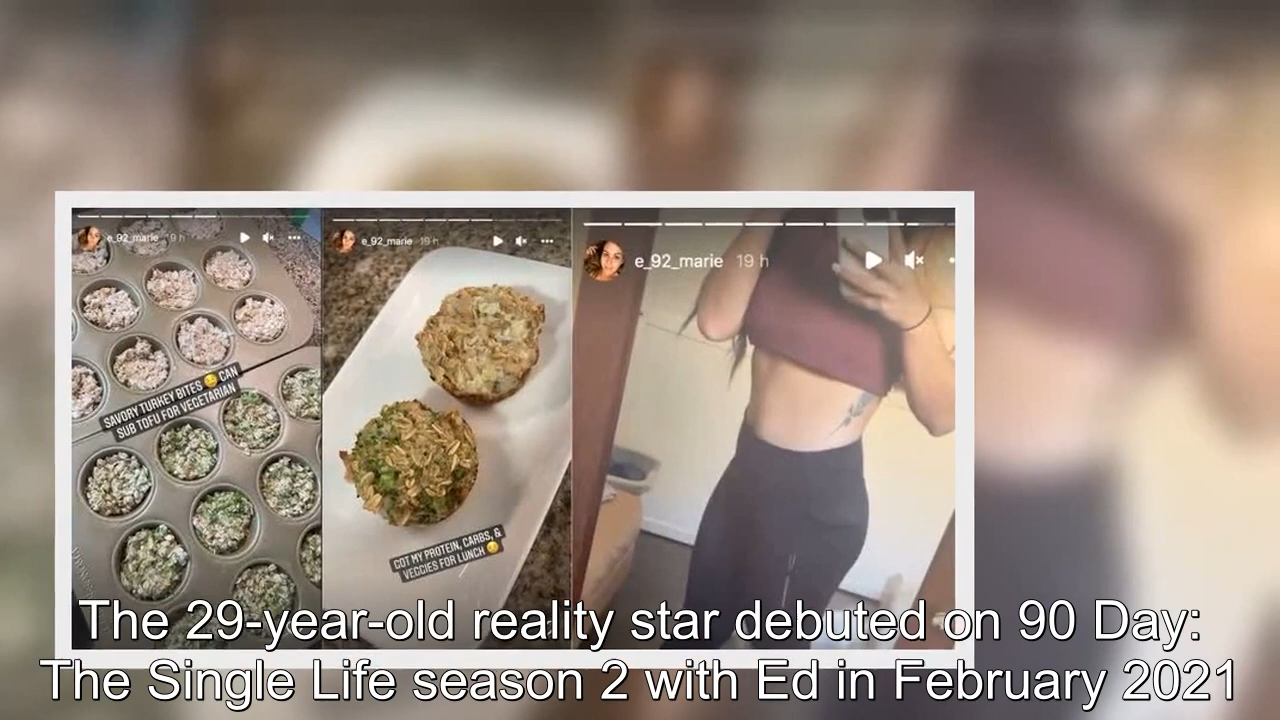 e_92_marie 19 h
SAVORY TURKEY BITES 😋 CAN
SUB TOFU FOR VEGETARIAN
e_92_marie 19 h
GOT MY PROTEIN, CARBS, &
VEGGIES FOR LUNCH 😋
e_92_marie 19 h
The 29-year-old reality star debuted on 90 Day:
The Single Life season 2 with Ed in February 2021